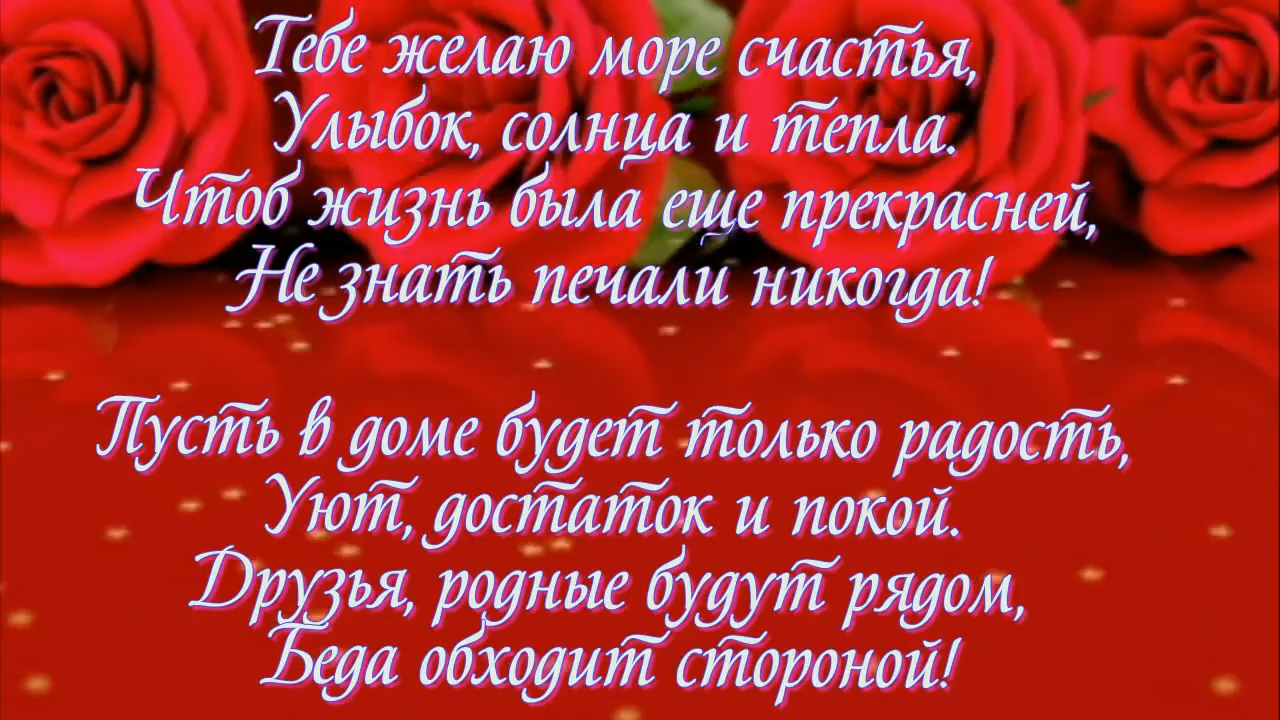 Тебе желаю море счастья,
Улыбок, солнца и тепла.
Чтоб жизнь была еще прекрасней,
Не знать печали никогда!
Пусть в доме будет только радость,
Уют, достаток и покой.
Друзья, родные будут рядом,
Беда обходит стороной!